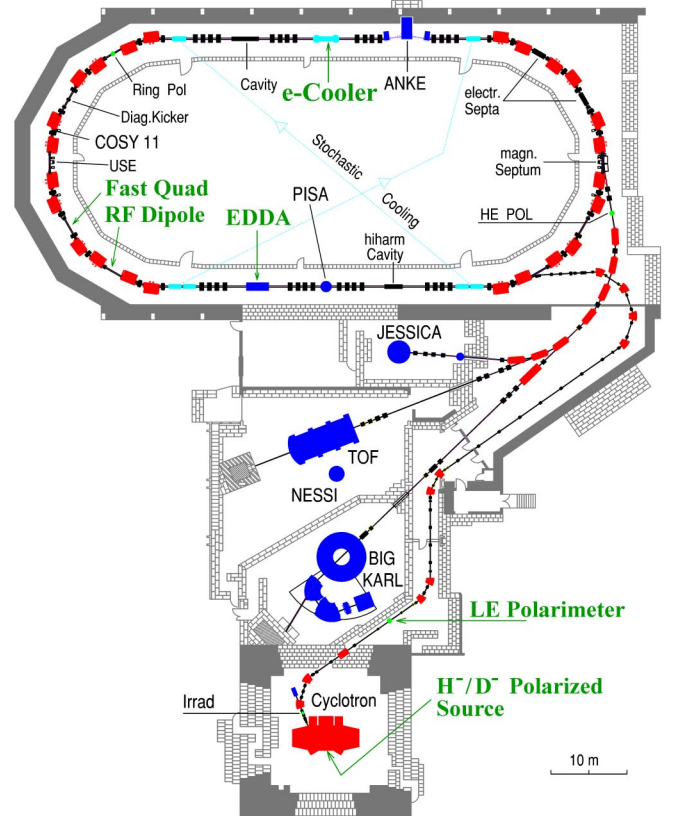 Ring Pol
Cavity
e-Cooler
ANKE
electr.
Septa
Diag.Kicker
COSY 11
USE
Stochastic
Cooling
magn.
Septum
Fast Quad
RF Dipole
EDDA
PISA
hiharm
Cavity
HE POL
JESSICA
TOF
NESSI
BIG
KARL
LE Polarimeter
Irrad
Cyclotron
H⁻/D⁻ Polarized
Source
10 m